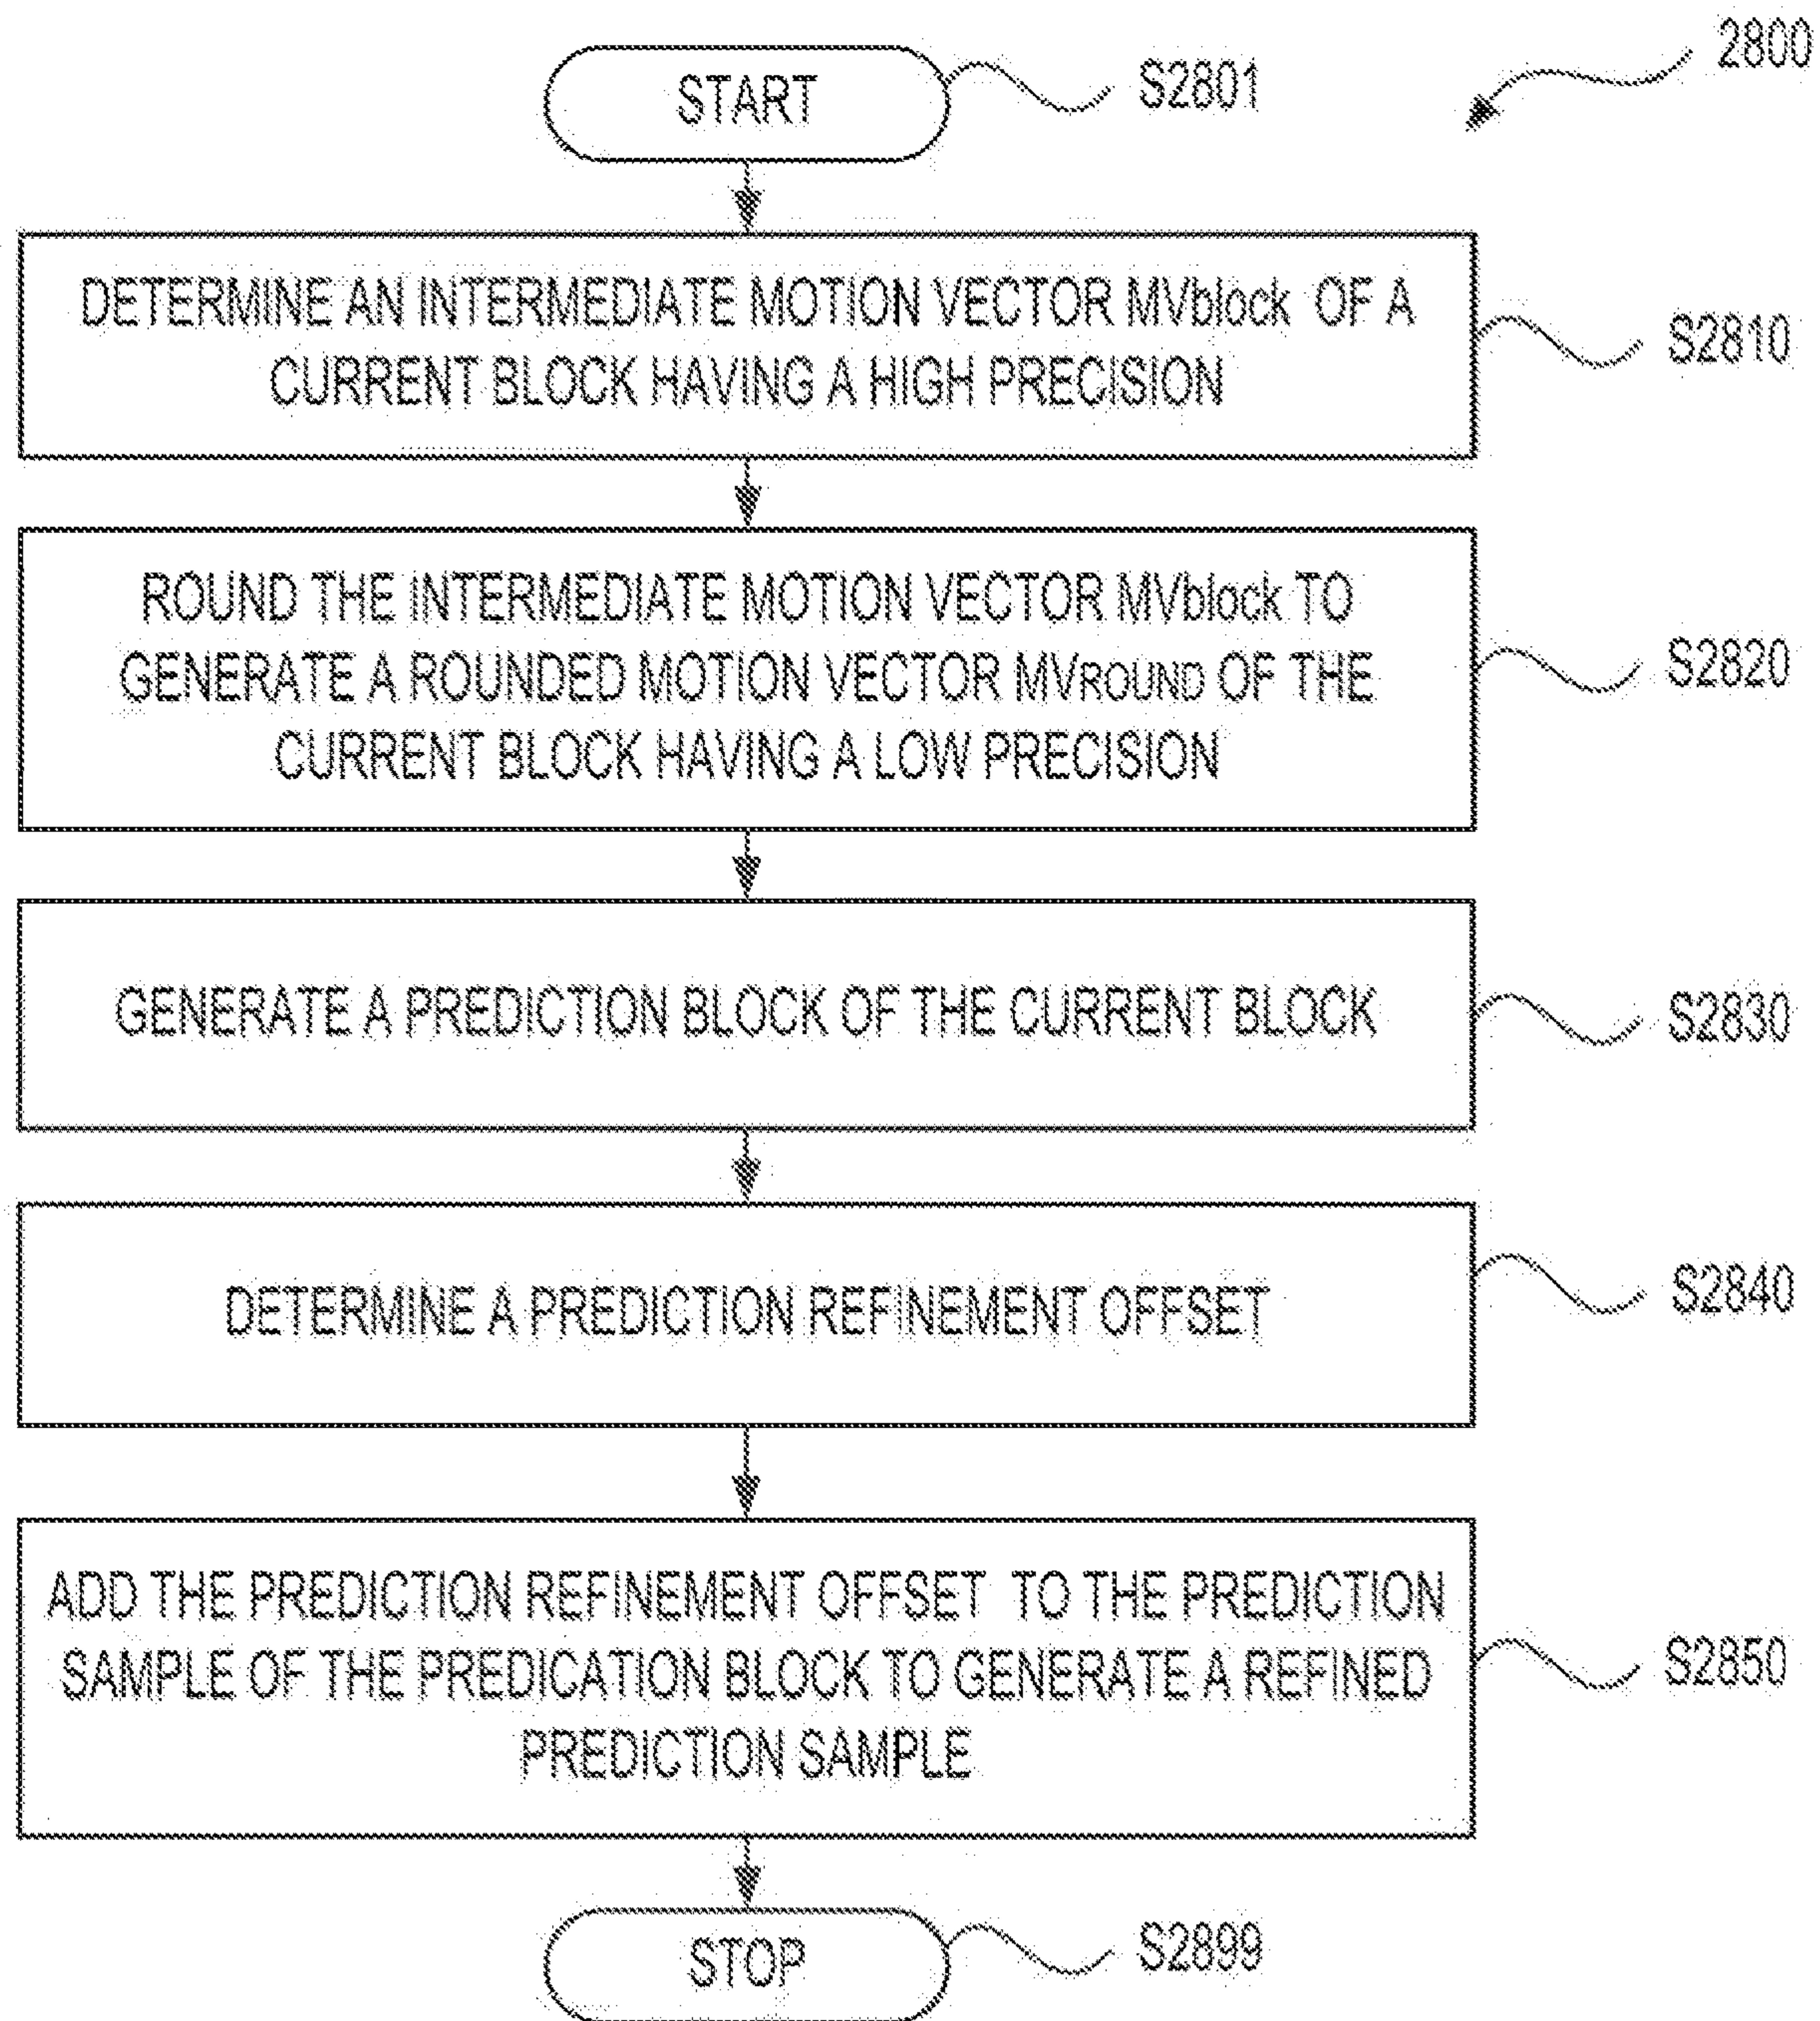 2800
START
S2801
DETERMINE AN INTERMEDIATE MOTION VECTOR MVblock OF A
CURRENT BLOCK HAVING A HIGH PRECISION
S2810
ROUND THE INTERMEDIATE MOTION VECTOR MVblock TO
GENERATE A ROUNDED MOTION VECTOR MVROUND OF THE
CURRENT BLOCK HAVING A LOW PRECISION
S2820
GENERATE A PREDICTION BLOCK OF THE CURRENT BLOCK
S2830
DETERMINE A PREDICTION REFINEMENT OFFSET
S2840
ADD THE PREDICTION REFINEMENT OFFSET TO THE PREDICTION
SAMPLE OF THE PREDICATION BLOCK TO GENERATE A REFINED
PREDICTION SAMPLE
S2850
STOP
S2899